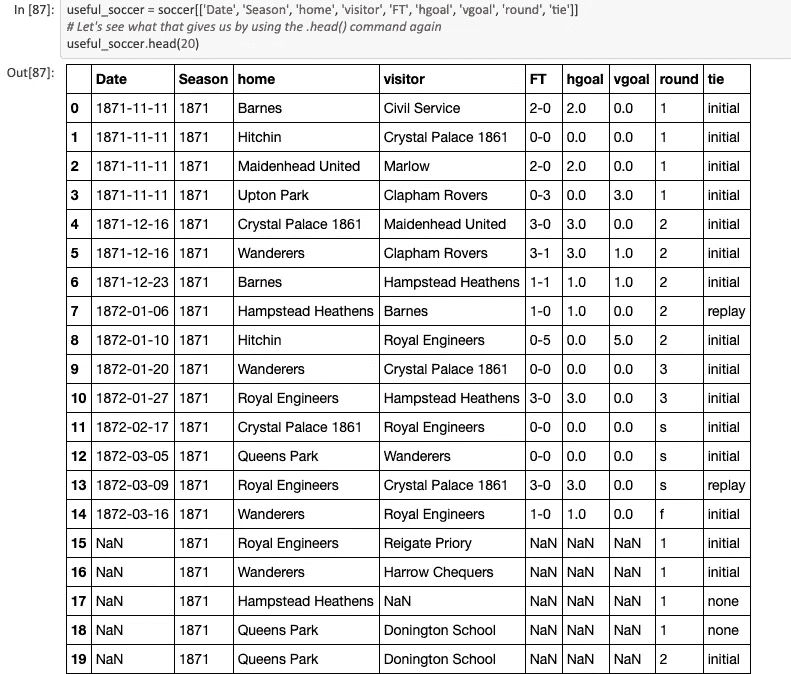 In [87]: useful_soccer = soccer[['Date', 'Season', 'home', 'visitor', 'FT', 'hgoal', 'vgoal', 'round', 'tie']]
# Let's see what that gives us by using the .head() command again
useful_soccer.head(20)
Out[87]:
Date Season home visitor FT hgoal vgoal round tie
0 1871-11-11 1871 Barnes Civil Service 2-0 2.0 0.0 1 initial
1 1871-11-11 1871 Hitchin Crystal Palace 1861 0-0 0.0 0.0 1 initial
2 1871-11-11 1871 Maidenhead United Marlow 2-0 2.0 0.0 1 initial
3 1871-11-11 1871 Upton Park Clapham Rovers 0-3 0.0 3.0 1 initial
4 1871-12-16 1871 Crystal Palace 1861 Maidenhead United 3-0 3.0 0.0 2 initial
5 1871-12-16 1871 Wanderers Clapham Rovers 3-1 3.0 1.0 2 initial
6 1871-12-23 1871 Barnes Hampstead Heathens 1-1 1.0 1.0 2 initial
7 1872-01-06 1871 Hampstead Heathens Barnes 1-0 1.0 0.0 2 replay
8 1872-01-10 1871 Hitchin Royal Engineers 0-5 0.0 5.0 2 initial
9 1872-01-20 1871 Wanderers Crystal Palace 1861 0-0 0.0 0.0 3 initial
10 1872-01-27 1871 Royal Engineers Hampstead Heathens 3-0 3.0 0.0 3 initial
11 1872-02-17 1871 Crystal Palace 1861 Royal Engineers 0-0 0.0 0.0 s initial
12 1872-03-05 1871 Queens Park Wanderers 0-0 0.0 0.0 s initial
13 1872-03-09 1871 Royal Engineers Crystal Palace 1861 3-0 3.0 0.0 s replay
14 1872-03-16 1871 Wanderers Royal Engineers 1-0 1.0 0.0 f initial
15 NaN 1871 Royal Engineers Reigate Priory NaN NaN NaN 1 initial
16 NaN 1871 Wanderers Harrow Chequers NaN NaN NaN 1 initial
17 NaN 1871 Hampstead Heathens NaN NaN NaN NaN 1 none
18 NaN 1871 Queens Park Donington School NaN NaN NaN 1 none
19 NaN 1871 Queens Park Donington School NaN NaN NaN 2 initial